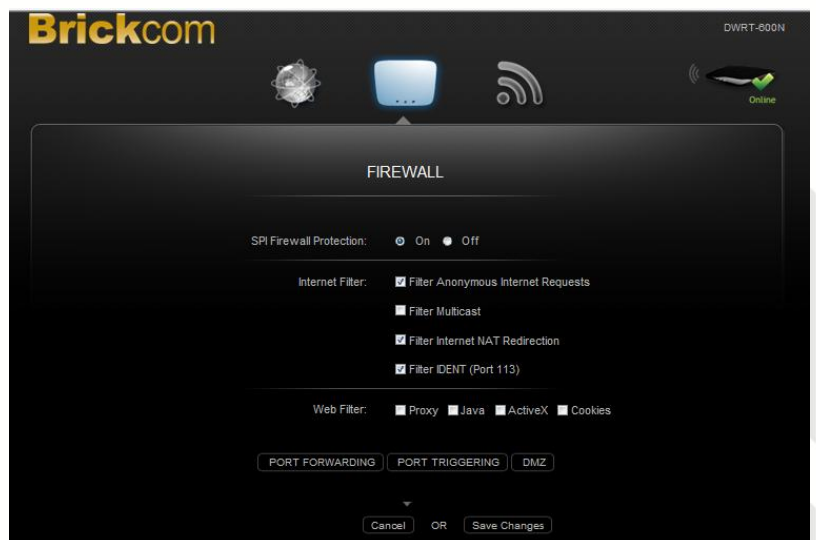 Brickcom
DWRT-600N
Online
FIREWALL
SPI Firewall Protection: On Off
Internet Filter: Filter Anonymous Internet Requests
Filter Multicast
Filter Internet NAT Redirection
Filter IDENT (Port 113)
Web Filter: Proxy Java ActiveX Cookies
PORT FORWARDING PORT TRIGGERING DMZ
Cancel OR Save Changes